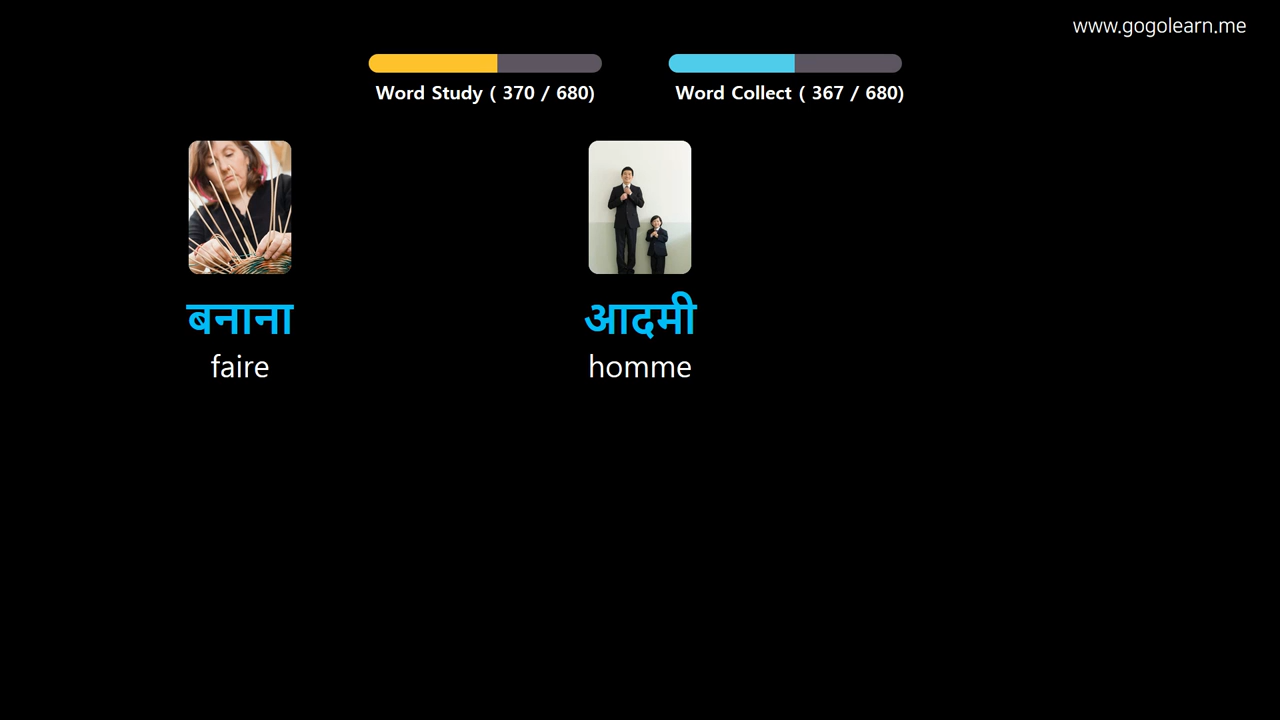 www.gogolearn.me
Word Study ( 370 / 680)
Word Collect ( 367 / 680)
बनाना
faire
आदमी
homme